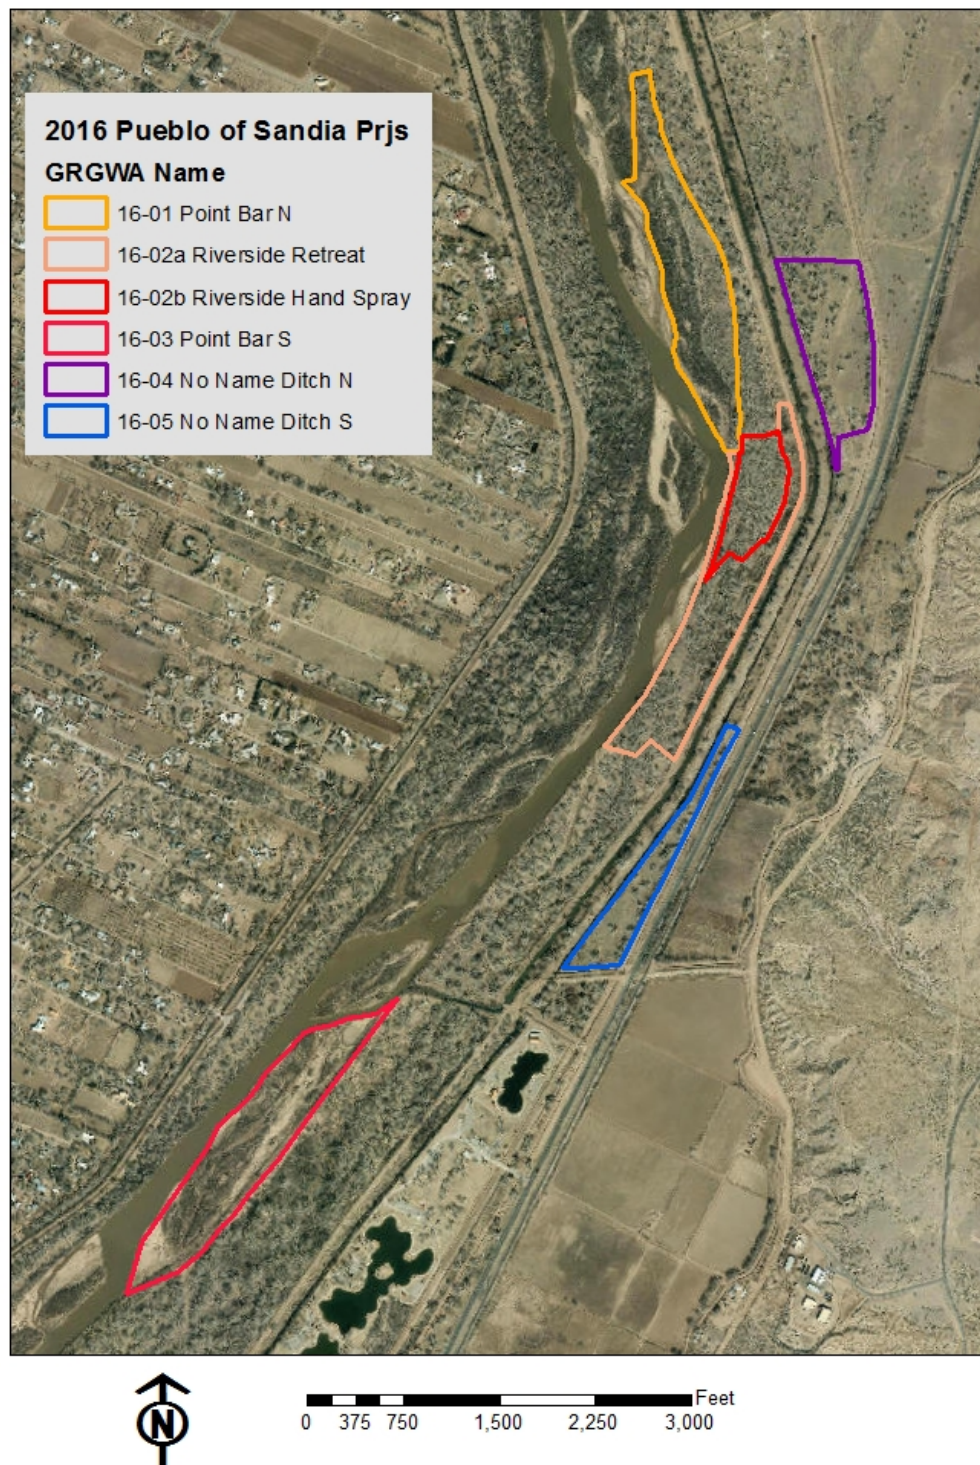 2016 Pueblo of Sandia Prjs
GRGWA Name
16-01 Point Bar N
16-02a Riverside Retreat
16-02b Riverside Hand Spray
16-03 Point Bar S
16-04 No Name Ditch N
16-05 No Name Ditch S
N
Feet
0 375 750 1,500 2,250 3,000